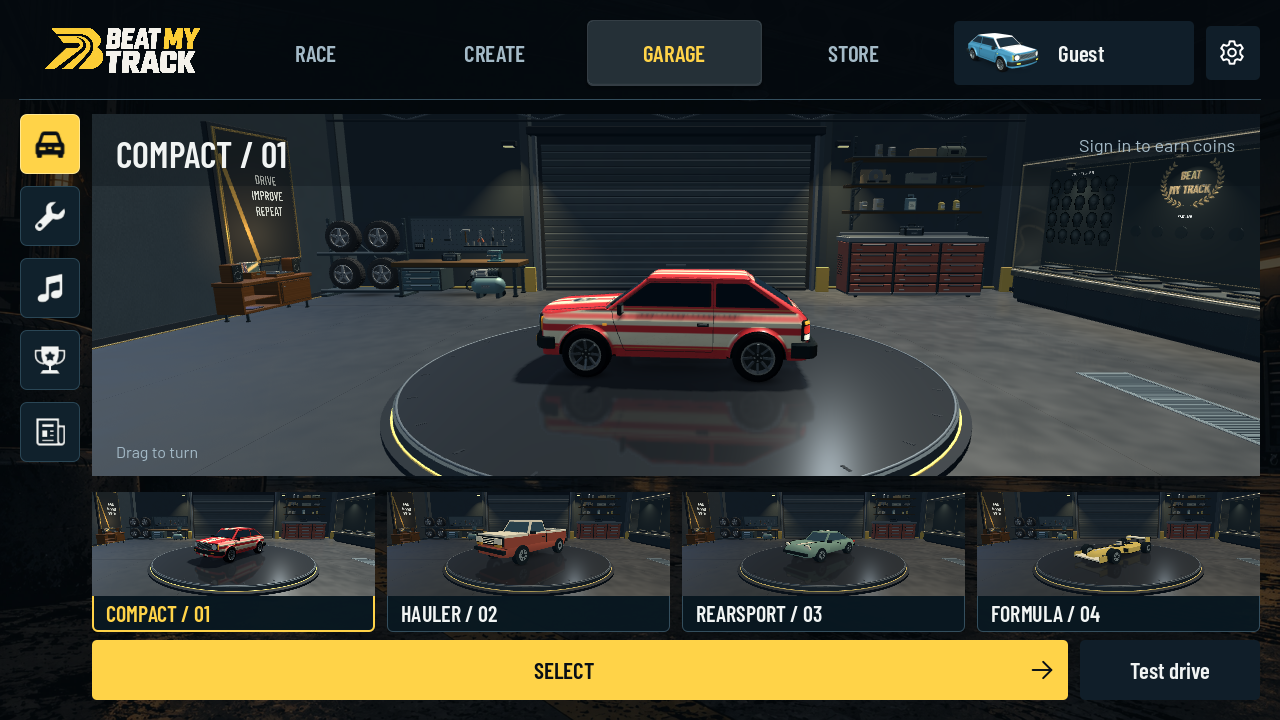 BEAT MY TRACK
RACE
CREATE
GARAGE
STORE
Guest
COMPACT / 01
Sign in to earn coins
DRIVE
IMPROVE
REPEAT
BEAT
MY TRACK
Drag to turn
COMPACT / 01
HAULER / 02
REARSPORT / 03
FORMULA / 04
SELECT
Test drive